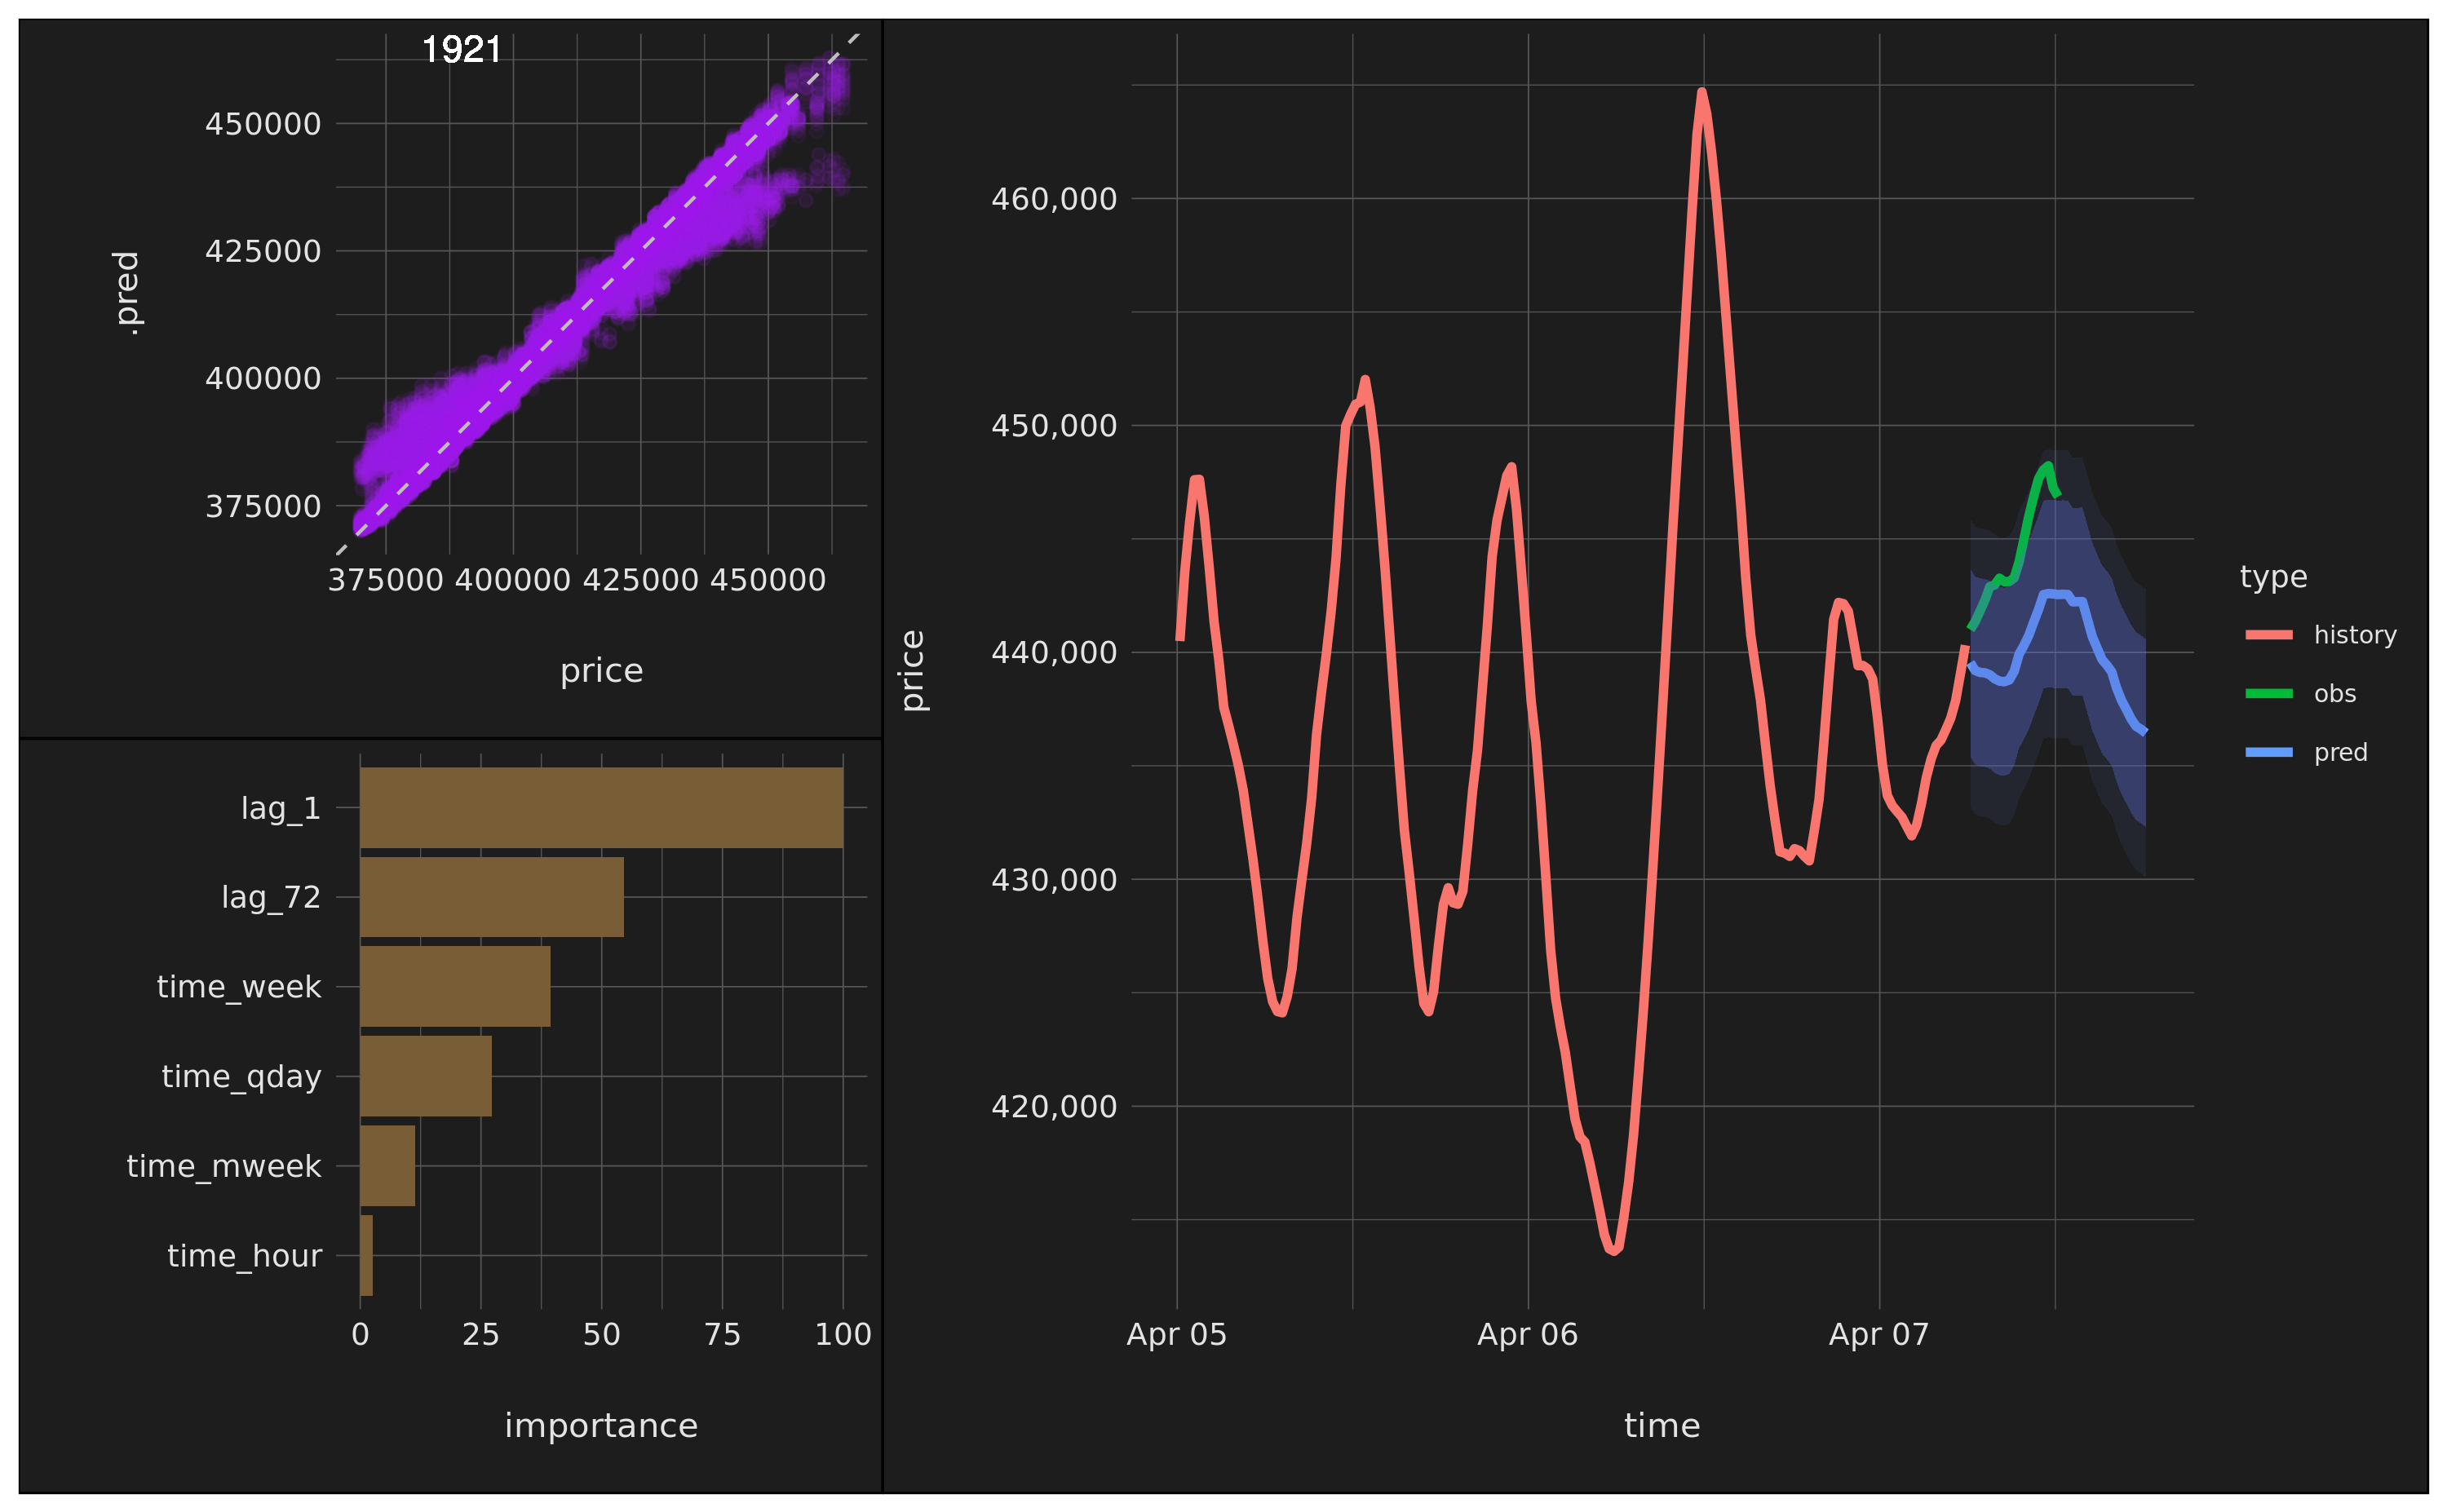 1921
450000
425000
400000
375000
.pred
375000 400000 425000 450000
price
lag_1
lag_72
time_week
time_qday
time_mweek
time_hour
0 25 50 75 100
importance
460,000
450,000
440,000
430,000
420,000
price
Apr 05 Apr 06 Apr 07
time
type
history
obs
pred